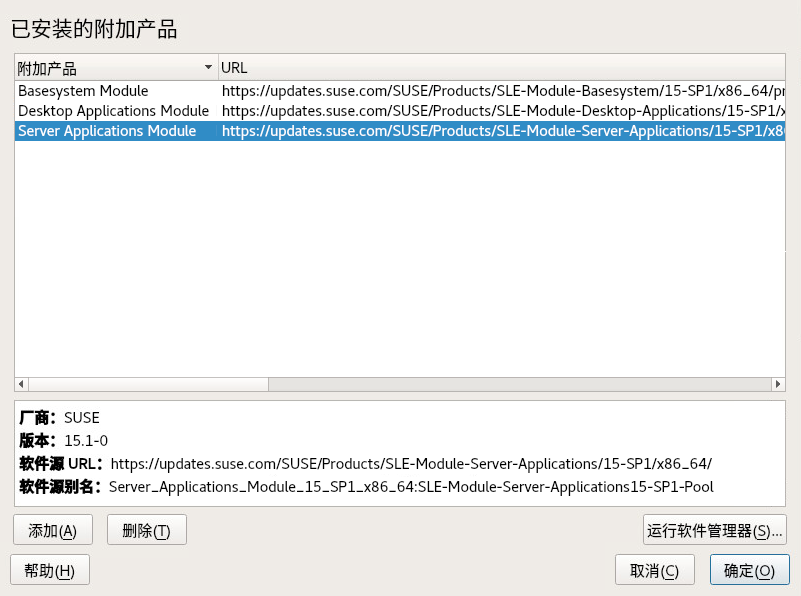 已安装的附加产品
附加产品 URL
Basesystem Module https://updates.suse.com/SUSE/Products/SLE-Module-Basesystem/15-SP1/x86_64/pr
Desktop Applications Module https://updates.suse.com/SUSE/Products/SLE-Module-Desktop-Applications/15-SP1/x
Server Applications Module https://updates.suse.com/SUSE/Products/SLE-Module-Server-Applications/15-SP1/x86
厂商： SUSE
版本： 15.1-0
软件源 URL： https://updates.suse.com/SUSE/Products/SLE-Module-Server-Applications/15-SP1/x86_64/
软件源别名： Server_Applications_Module_15_SP1_x86_64:SLE-Module-Server-Applications15-SP1-Pool
添加(A) 删除(T) 运行软件管理器(S)...
帮助(H) 取消(C) 确定(O)